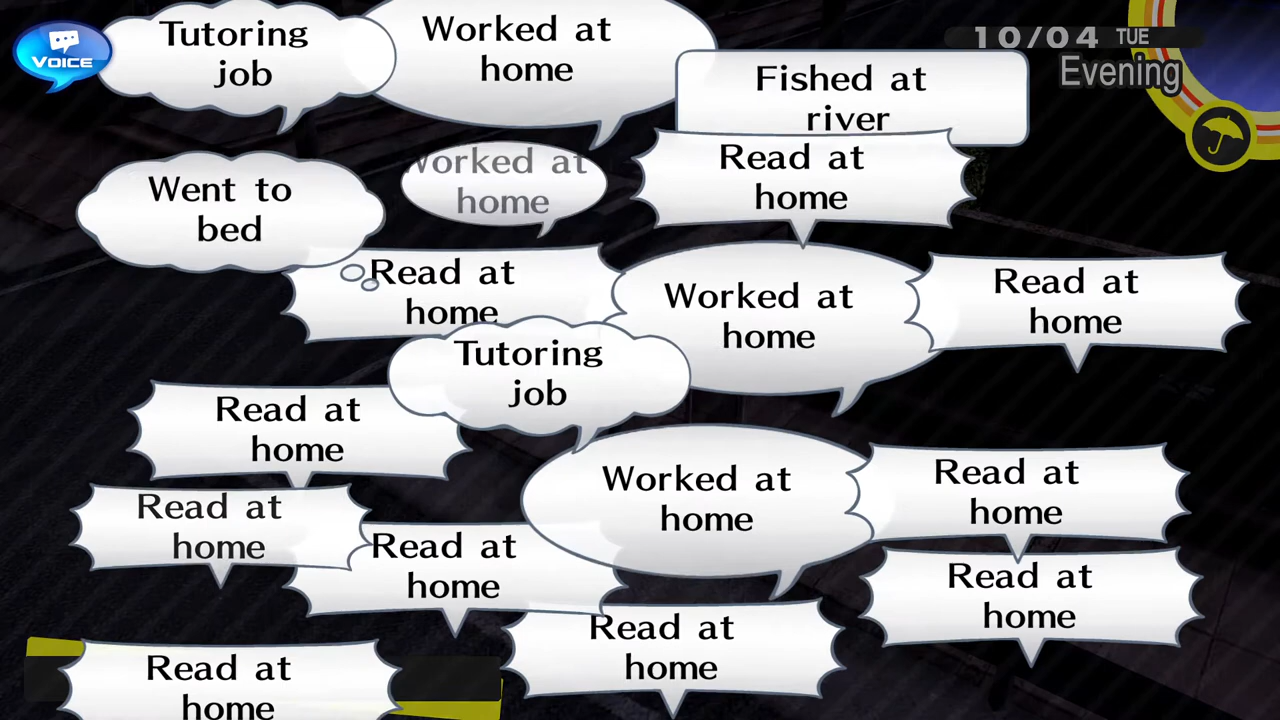 VOICE
Tutoring
job
Worked at
home
10/04 TUE
Evening
Fished at
river
Went to
bed
Worked at
home
Read at
home
Read at
home
Worked at
home
Read at
home
Tutoring
job
Read at
home
Worked at
home
Read at
home
Read at
home
Read at
home
Read at
home
Read at
home
Read at
home